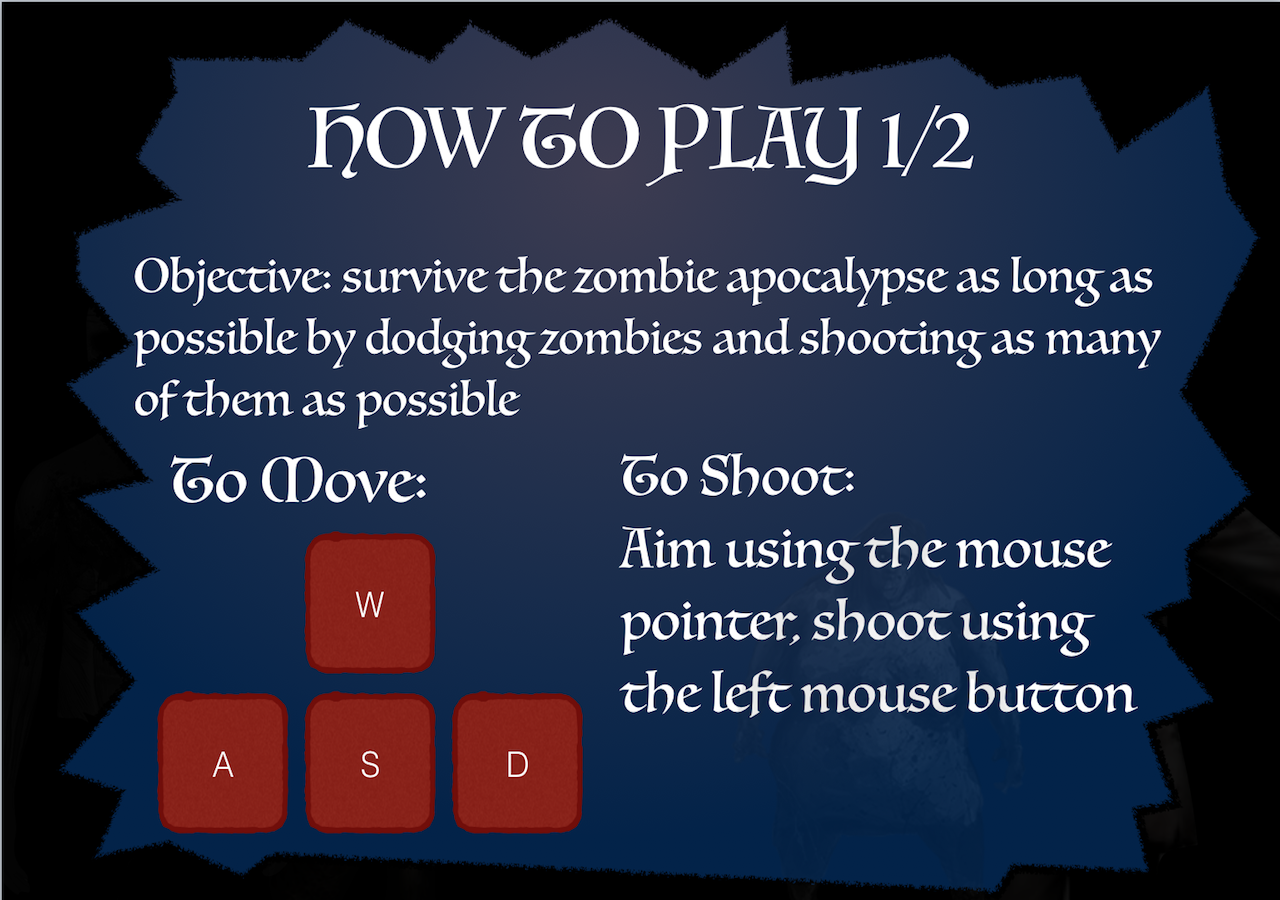 HOW TO PLAY 1/2
Objective: survive the zombie apocalypse as long as
possible by dodging zombies and shooting as many
of them as possible
To Move:
W
A S D
To Shoot:
Aim using the mouse
pointer, shoot using
the left mouse button